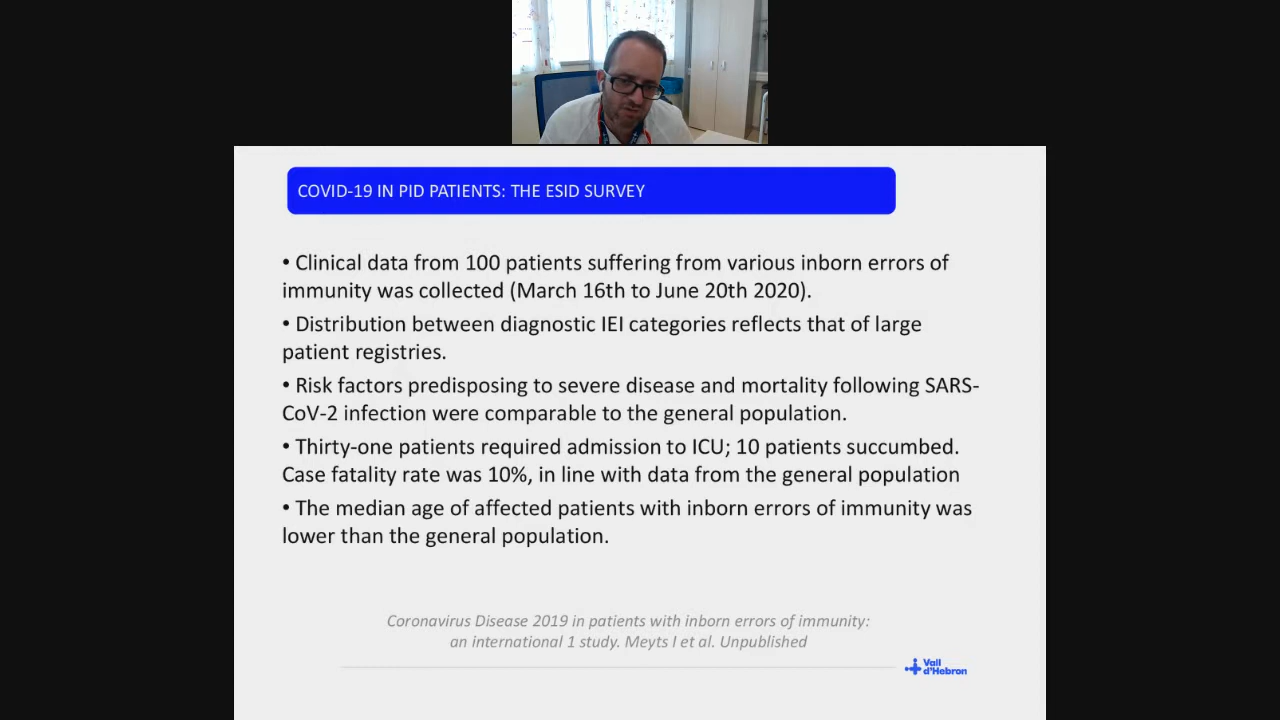 COVID-19 IN PID PATIENTS: THE ESID SURVEY
• Clinical data from 100 patients suffering from various inborn errors of
immunity was collected (March 16th to June 20th 2020).
• Distribution between diagnostic IEI categories reflects that of large
patient registries.
• Risk factors predisposing to severe disease and mortality following SARS-
CoV-2 infection were comparable to the general population.
• Thirty-one patients required admission to ICU; 10 patients succumbed.
Case fatality rate was 10%, in line with data from the general population
• The median age of affected patients with inborn errors of immunity was
lower than the general population.
Coronavirus Disease 2019 in patients with inborn errors of immunity:
an international 1 study. Meyts I et al. Unpublished
Vall
d'Hebron